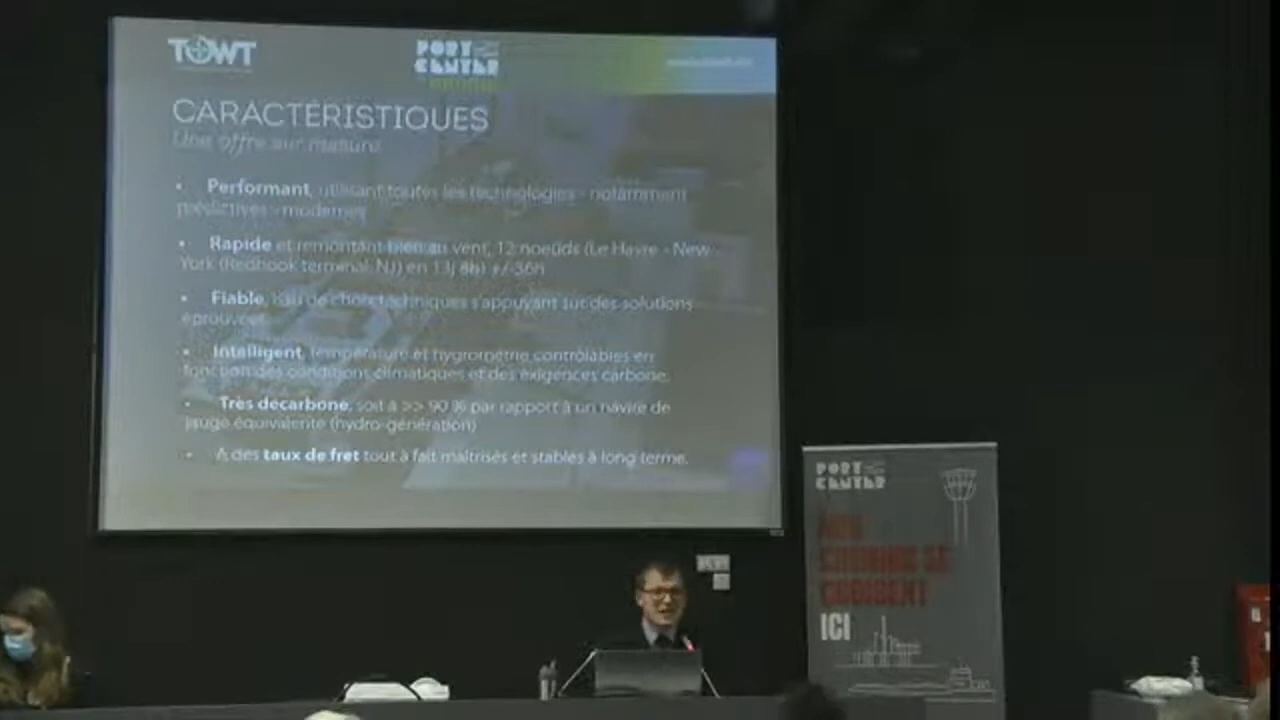 TOWT
PORT
CENTER
CARACTÉRISTIQUES
Une offre sur mesure
• Performant, utilisant toutes les technologies - notamment
prédictives - modernes
• Rapide et remontant bien au vent, 12 noeuds (Le Havre - New-
York (Redhook terminal, NJ) en 13j 8h) +/-36h
• Fiable, choix techniques s'appuyant sur des solutions
éprouvées
• Intelligent, température et hygrométrie contrôlables en
fonction des conditions climatiques et des exigences carbone.
• Très décarboné, soit à >> 90 % par rapport à un navire de
jauge équivalente (hydro-génération)
• A des taux de fret tout à fait maîtrisés et stables à long terme.
PORT
CENTER
CHEMINS SE
CROISENT
ICI